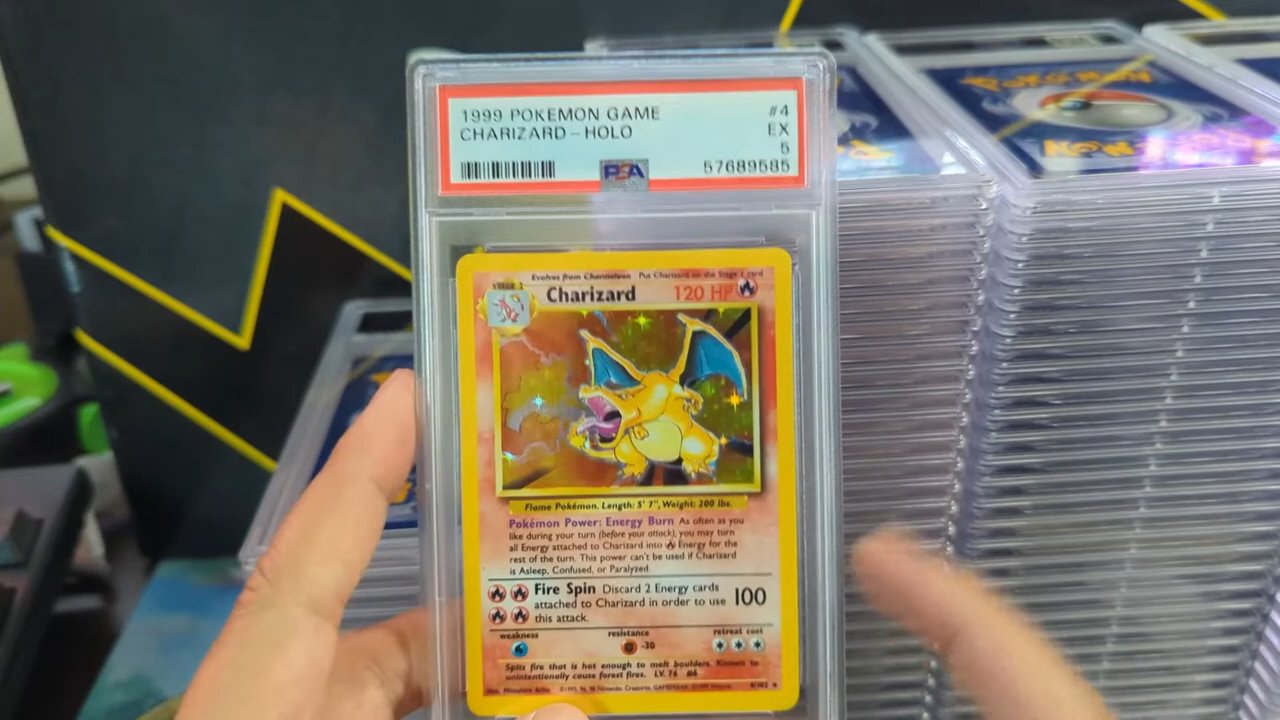 1999 POKEMON GAME #4
CHARIZARD-HOLO EX
5
PSA 57689585
POKéMON
Evolves from Charmeleon Put Charizard on the Stage 1 card
STAGE 2
Charizard 120 HP
Flame Pokémon. Length: 5' 7", Weight: 200 lbs.
Pokémon Power: Energy Burn As often as you
like during your turn (before your attack), you may turn
all Energy attached to Charizard into Energy for the
rest of the turn. This power can't be used if Charizard
is Asleep, Confused, or Paralyzed.
Fire Spin Discard 2 Energy cards
attached to Charizard in order to use 100
this attack.
weakness resistance retreat cost
-30
Spits fire that is hot enough to melt boulders. Known to
unintentionally cause forest fires. LV. 76 #6
4/102